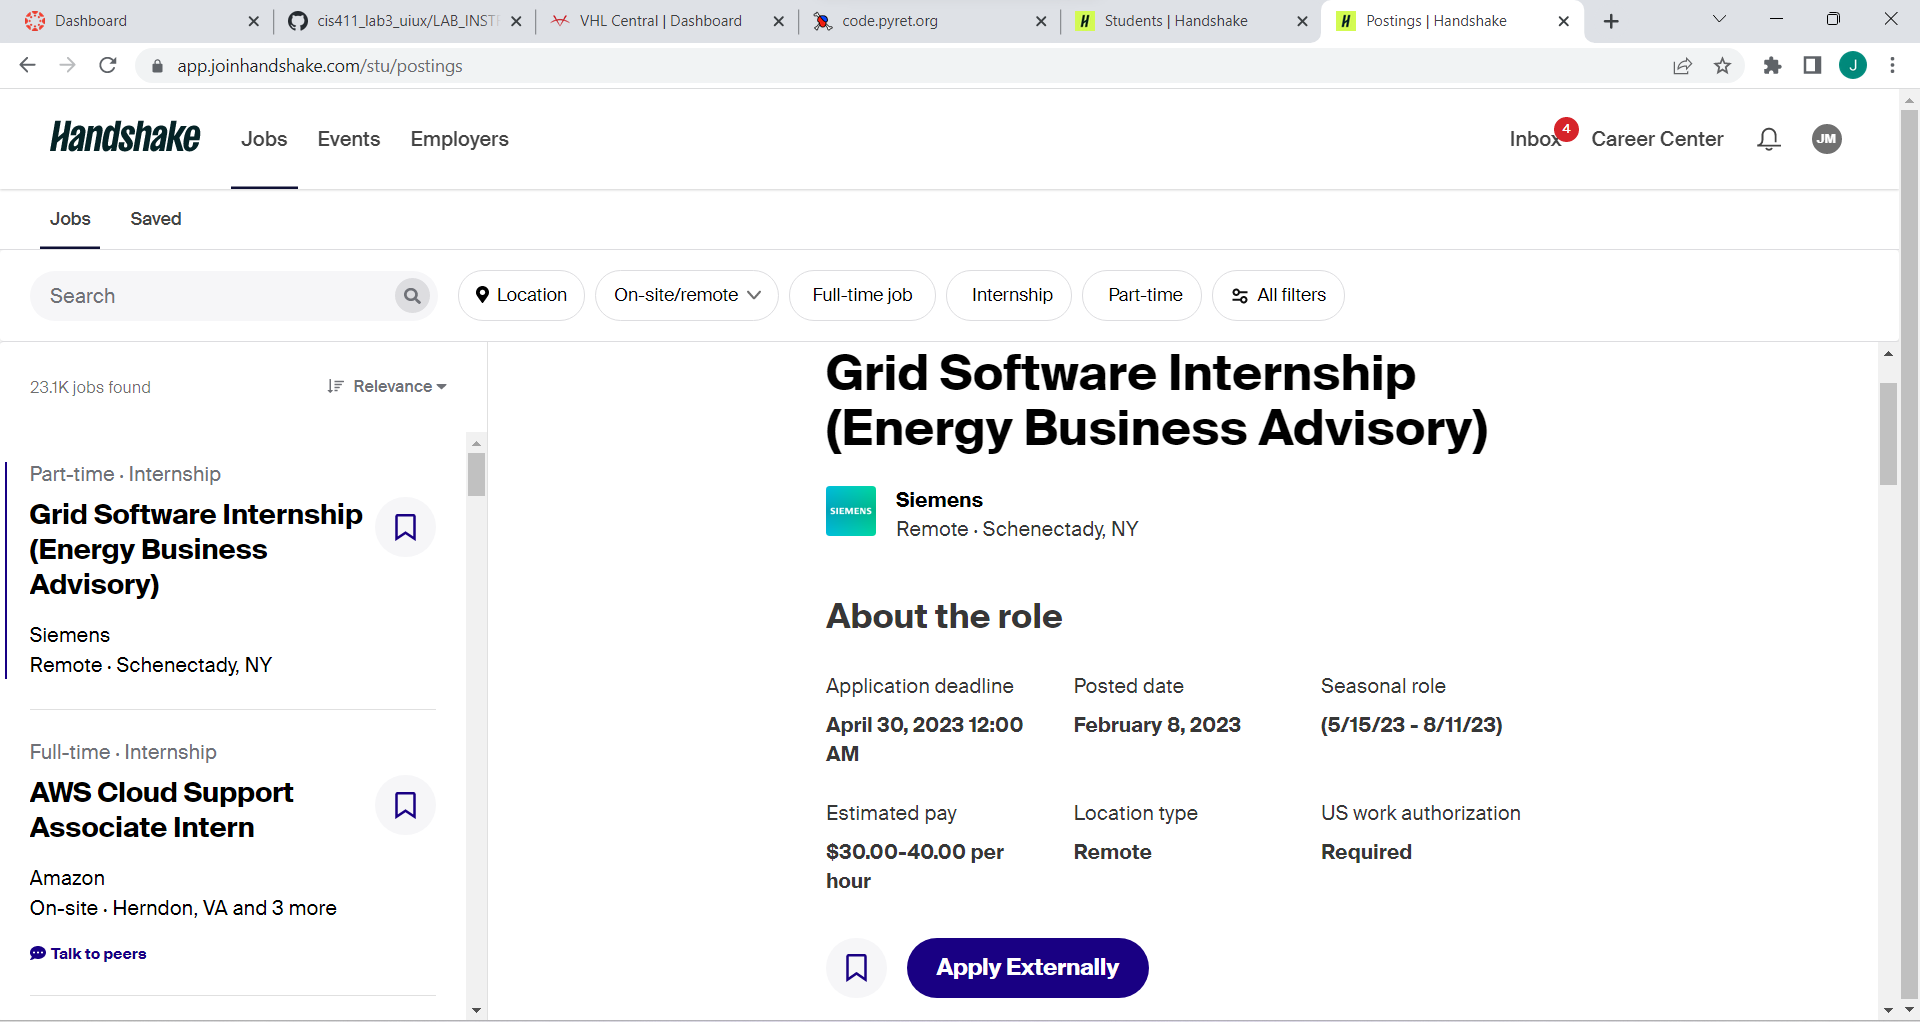 Dashboard
cis411_lab3_uiux/LAB_INST
VHL Central | Dashboard
code.pyret.org
Students | Handshake
Postings | Handshake
app.joinhandshake.com/stu/postings
J
Handshake
Jobs
Events
Employers
Inbox
4
Career Center
JM
Jobs
Saved
Search
Location
On-site/remote
Full-time job
Internship
Part-time
All filters
23.1K jobs found
Relevance
Part-time · Internship
Grid Software Internship
(Energy Business
Advisory)
Siemens
Remote · Schenectady, NY
Full-time · Internship
AWS Cloud Support
Associate Intern
Amazon
On-site · Herndon, VA and 3 more
Talk to peers
Grid Software Internship
(Energy Business Advisory)
SIEMENS
Siemens
Remote · Schenectady, NY
About the role
Application deadline
April 30, 2023 12:00
AM
Posted date
February 8, 2023
Seasonal role
(5/15/23 - 8/11/23)
Estimated pay
$30.00-40.00 per
hour
Location type
Remote
US work authorization
Required
Apply Externally